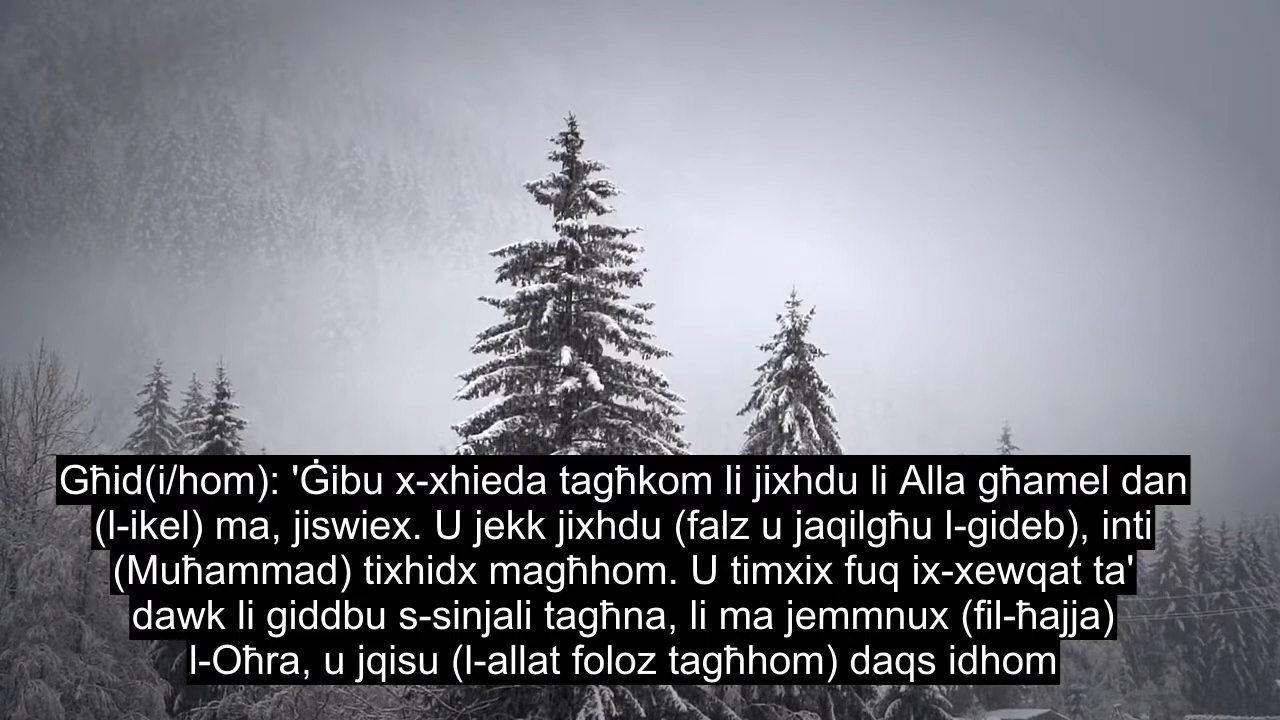 Għid(i/hom): 'Ġibu x-xhieda tagħkom li jixhdu li Alla għamel dan
(l-ikel) ma, jiswiex. U jekk jixhdu (falz u jaqilgħu l-gideb), inti
(Muħammad) tixhidx magħhom. U timxix fuq ix-xewqat ta'
dawk li giddbu s-sinjali tagħna, li ma jemmnux (fil-ħajja)
l-Oħra, u jqisu (l-allat foloz tagħhom) daqs idhom